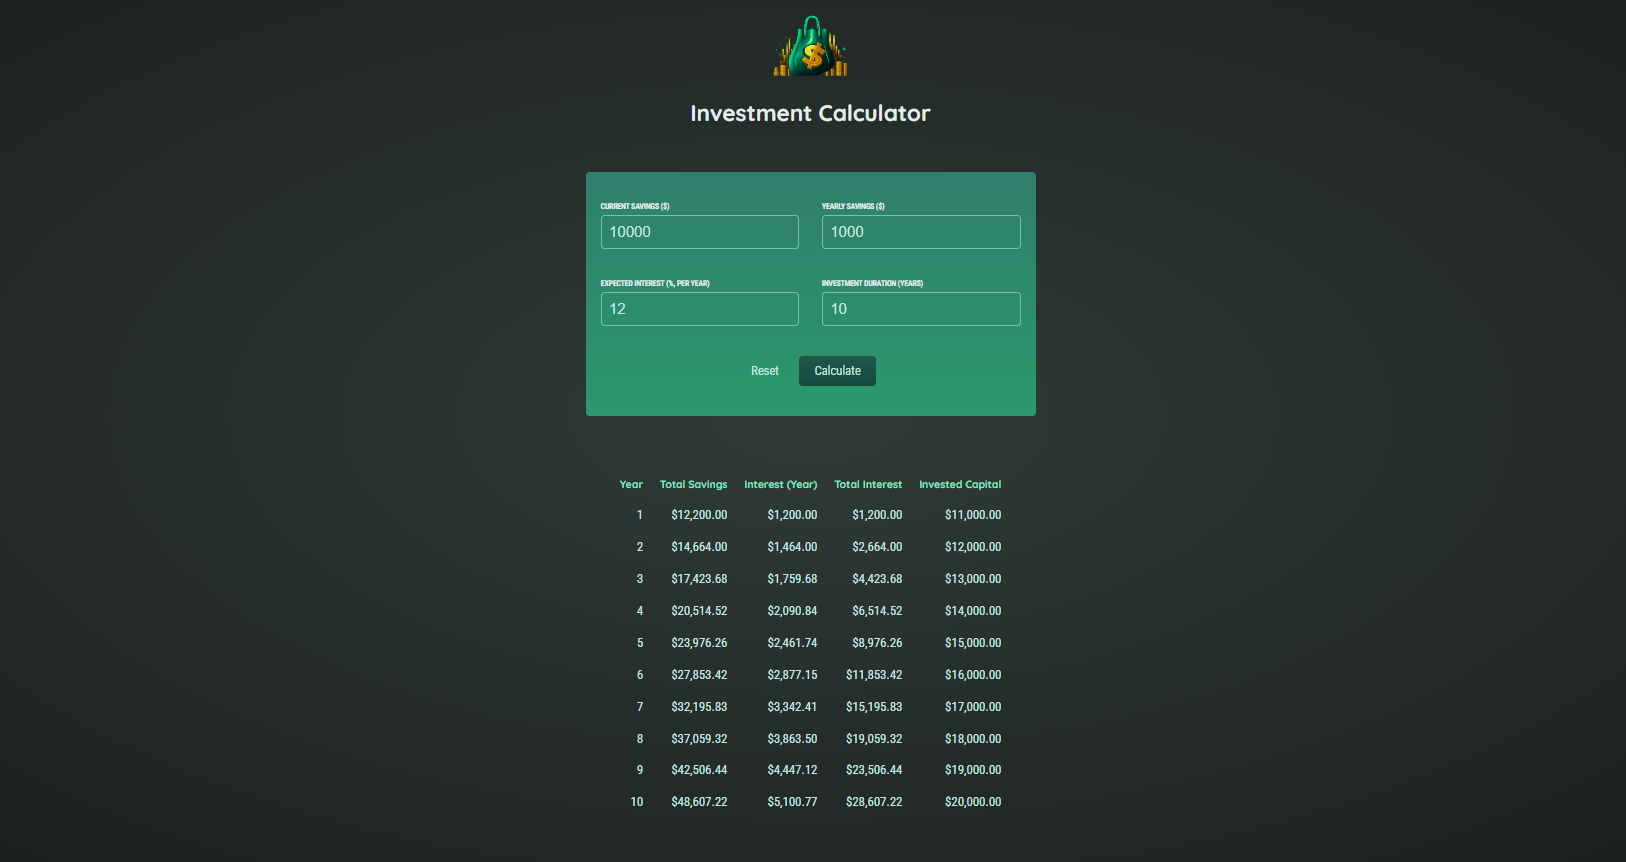 $
Investment Calculator
CURRENT SAVINGS ($) YEARLY SAVINGS ($)
10000 1000
EXPECTED INTEREST (%, PER YEAR) INVESTMENT DURATION (YEARS)
12 10
Reset Calculate
Year Total Savings Interest (Year) Total Interest Invested Capital
1 $12,200.00 $1,200.00 $1,200.00 $11,000.00
2 $14,664.00 $1,464.00 $2,664.00 $12,000.00
3 $17,423.68 $1,759.68 $4,423.68 $13,000.00
4 $20,514.52 $2,090.84 $6,514.52 $14,000.00
5 $23,976.26 $2,461.74 $8,976.26 $15,000.00
6 $27,853.42 $2,877.15 $11,853.42 $16,000.00
7 $32,195.83 $3,342.41 $15,195.83 $17,000.00
8 $37,059.32 $3,863.50 $19,059.32 $18,000.00
9 $42,506.44 $4,447.12 $23,506.44 $19,000.00
10 $48,607.22 $5,100.77 $28,607.22 $20,000.00